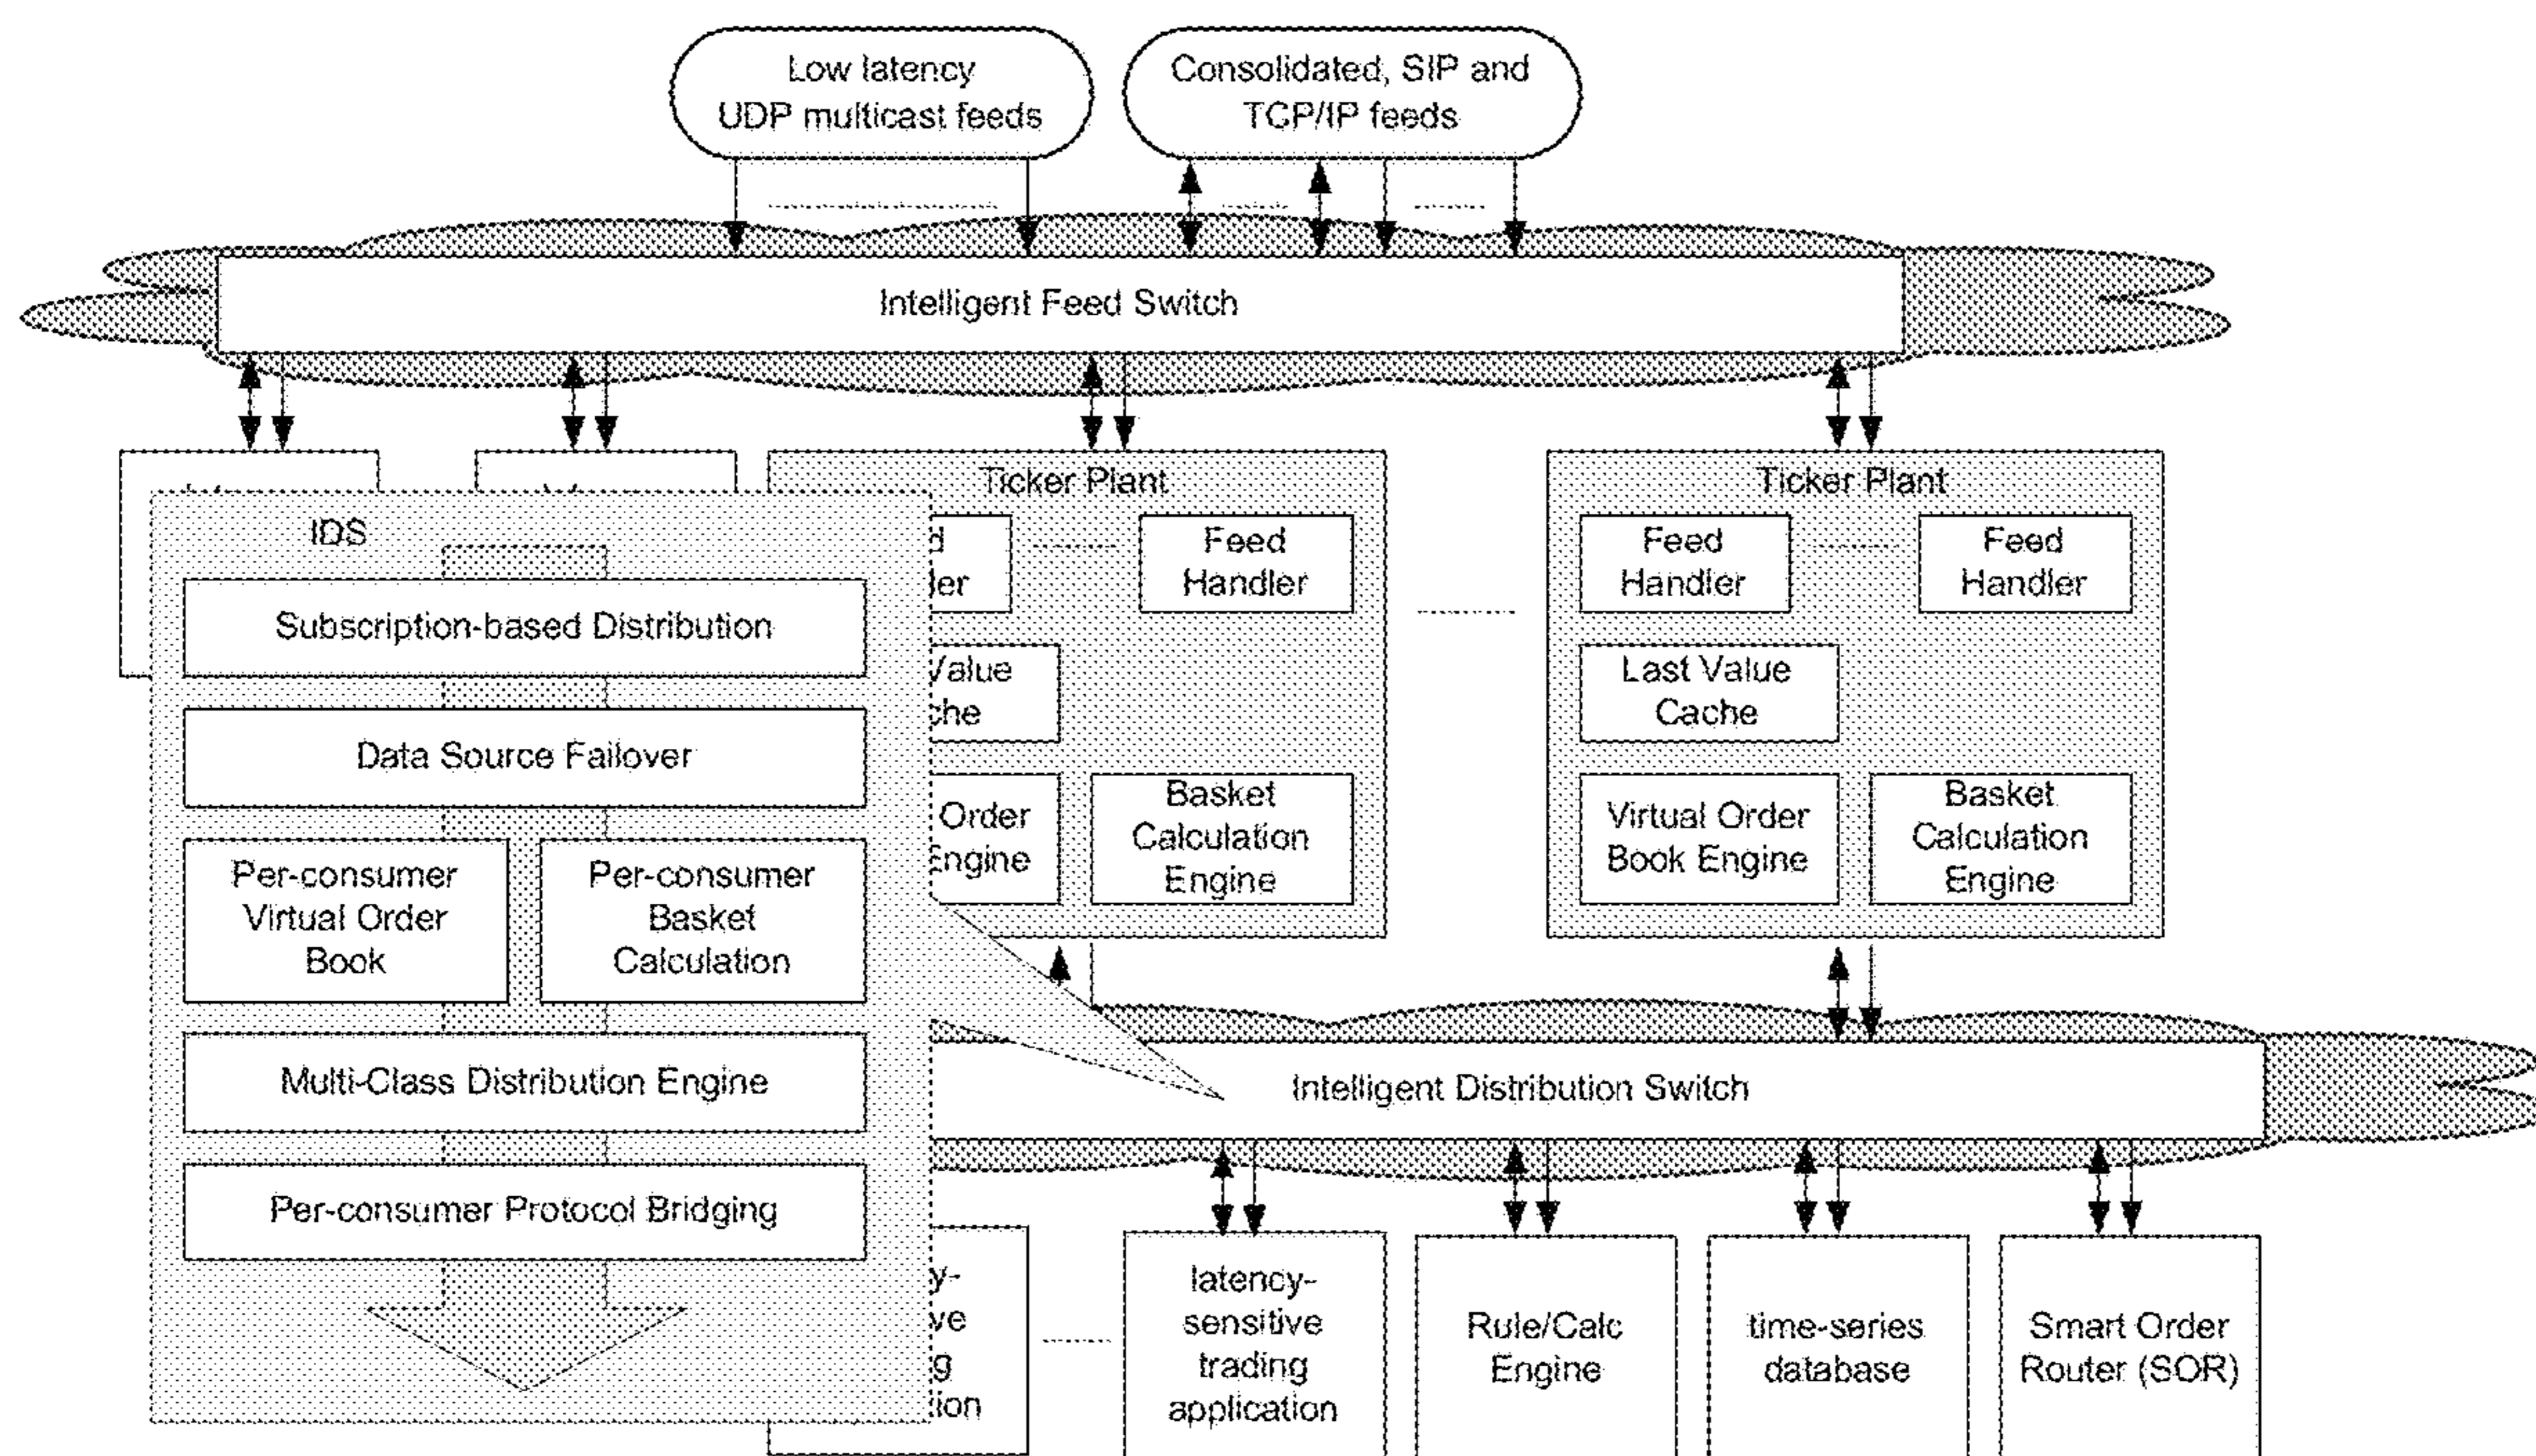 Low latency
UDP multicast feeds
Consolidated, SIP and
TCP/IP feeds
Intelligent Feed Switch
Ticker Plant
Feed
Handler
Order
Basket
Calculation
Engine
Ticker Plant
Feed
Handler
Feed
Handler
Last Value
Cache
Virtual Order
Book Engine
Basket
Calculation
Engine
IDS
Subscription-based Distribution
Data Source Failover
Per-consumer
Virtual Order
Book
Per-consumer
Basket
Calculation
Multi-Class Distribution Engine
Per-consumer Protocol Bridging
Intelligent Distribution Switch
latency-
sensitive
trading
application
Rule/Calc
Engine
time-series
database
Smart Order
Router (SOR)